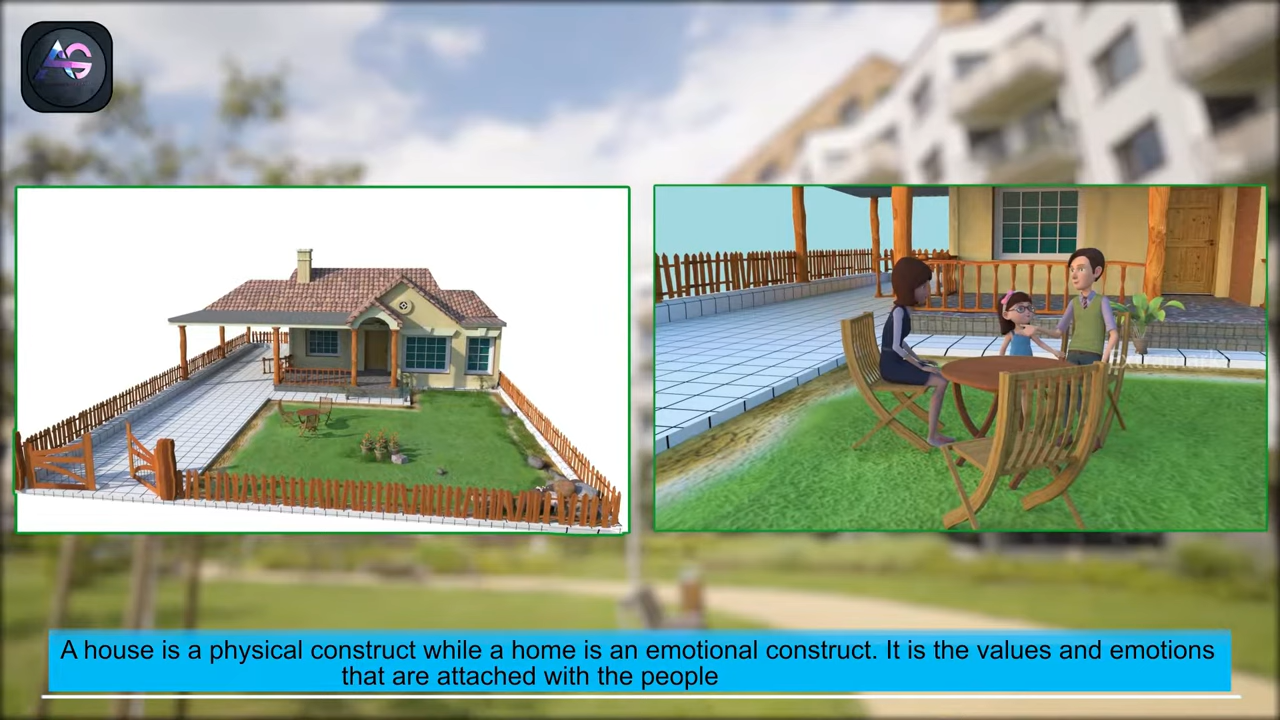 AG
A house is a physical construct while a home is an emotional construct. It is the values and emotions
that are attached with the people